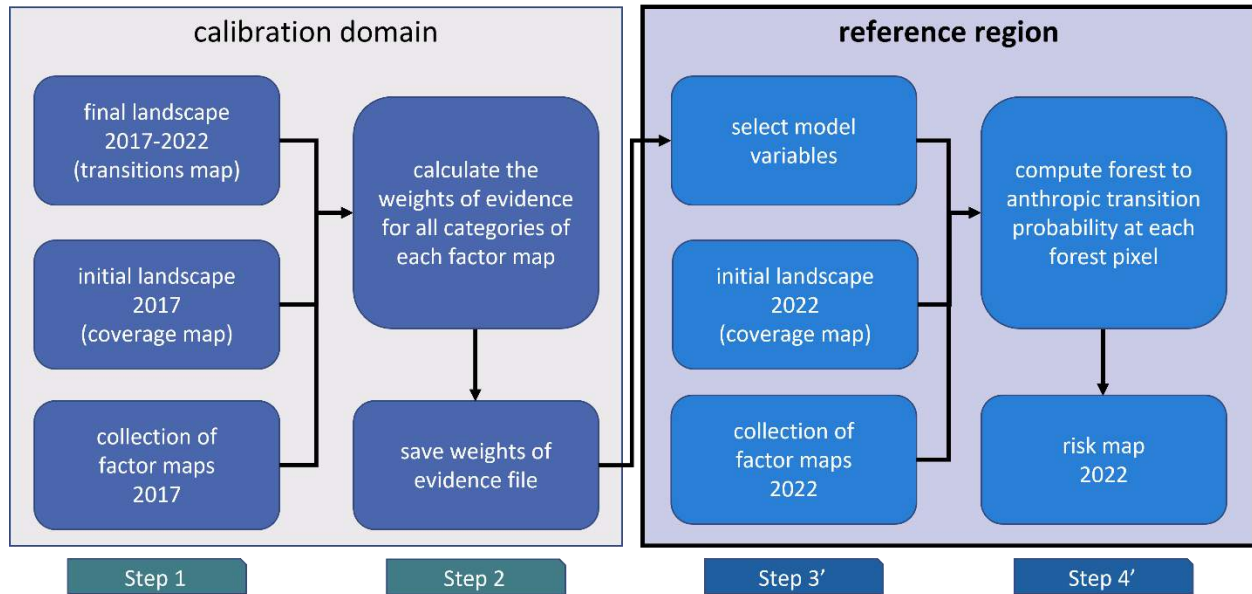 calibration domain
final landscape
2017-2022
(transitions map)
initial landscape
2017
(coverage map)
collection of
factor maps
2017
calculate the
weights of evidence
for all categories of
each factor map
save weights of
evidence file
reference region
select model
variables
initial landscape
2022
(coverage map)
collection of
factor maps
2022
compute forest to
anthropic transition
probability at each
forest pixel
risk map
2022
Step 1
Step 2
Step 3’
Step 4’